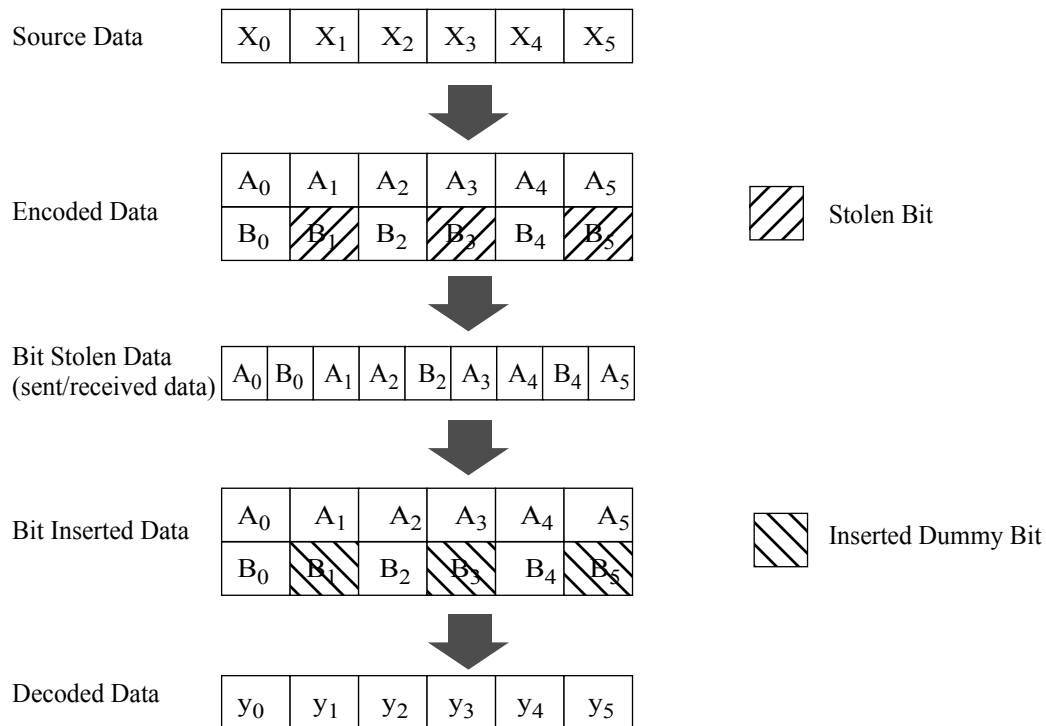 Source Data
X0 X1 X2 X3 X4 X5
A0 A1 A2 A3 A4 A5
Encoded Data
B0 B1 B2 B3 B4 B5
Stolen Bit
Bit Stolen Data
(sent/received data)
A0 B0 A1 A2 B2 A3 A4 B4 A5
Bit Inserted Data
A0 A1 A2 A3 A4 A5
B0 B1 B2 B3 B4 B5
Inserted Dummy Bit
Decoded Data
y0 y1 y2 y3 y4 y5